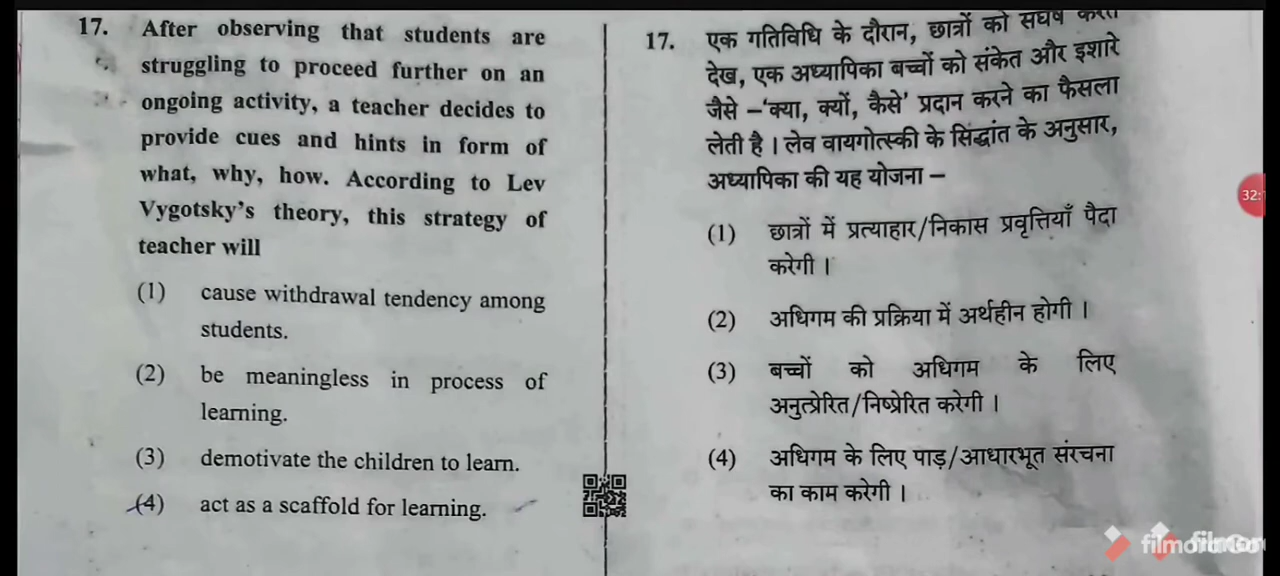 17. After observing that students are
struggling to proceed further on an
ongoing activity, a teacher decides to
provide cues and hints in form of
what, why, how. According to Lev
Vygotsky's theory, this strategy of
teacher will
(1) cause withdrawal tendency among
students.
(2) be meaningless in process of
learning.
(3) demotivate the children to learn.
(4) act as a scaffold for learning.
17. एक गतिविधि के दौरान, छात्रों को संघर्ष करते
देख, एक अध्यापिका बच्चों को संकेत और इशारे
जैसे –‘क्या, क्यों, कैसे’ प्रदान करने का फैसला
लेती है । लेव वायगोत्स्की के सिद्धांत के अनुसार,
अध्यापिका की यह योजना –
(1) छात्रों में प्रत्याहार/निकास प्रवृत्तियाँ पैदा
करेगी ।
(2) अधिगम की प्रक्रिया में अर्थहीन होगी ।
(3) बच्चों को अधिगम के लिए
अनुत्प्रेरित/निष्प्रेरित करेगी ।
(4) अधिगम के लिए पाड़/आधारभूत संरचना
का काम करेगी ।
32: